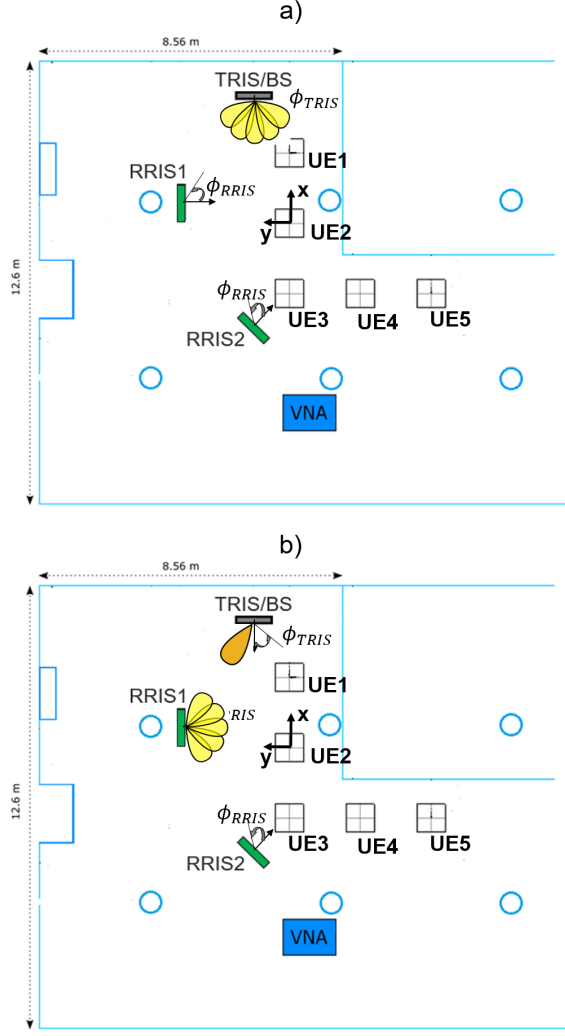 a)
8.56 m
TRIS/BS
ϕTRIS
UE1
RRIS1
ϕRRIS
x
y
UE2
12.6 m
ϕRRIS
UE3
UE4
UE5
RRIS2
VNA
b)
8.56 m
TRIS/BS
ϕTRIS
UE1
RRIS1
RIS
x
y
UE2
12.6 m
ϕRRIS
UE3
UE4
UE5
RRIS2
VNA